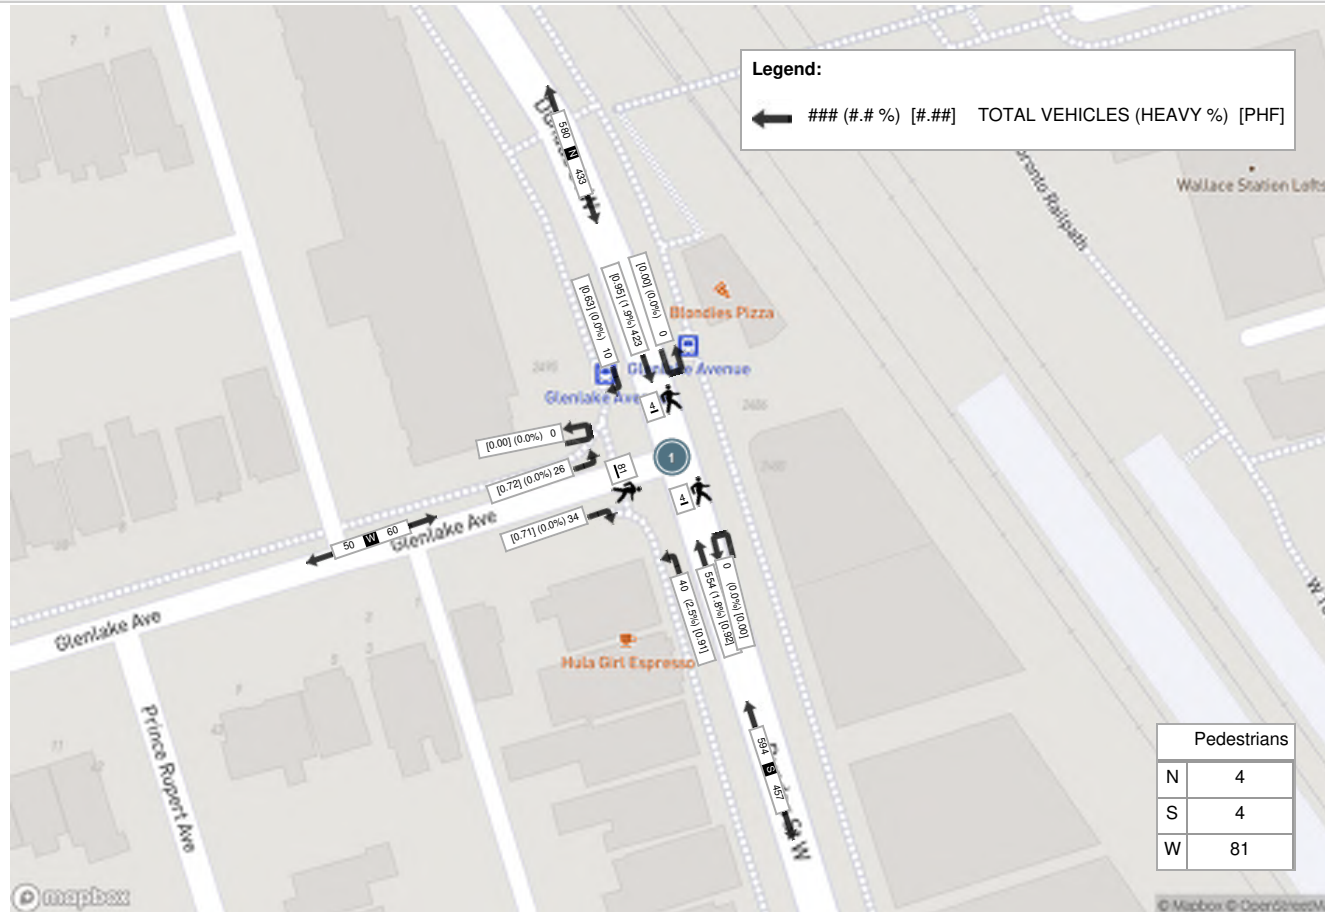 Legend:
### (#.# %) [#.##] TOTAL VEHICLES (HEAVY %) [PHF]
580 N 433
Wallace Station Lofts
Blondies Pizza
[0.63] (0.0%) 10
[0.95] (1.9%) 423
[0.00] (0.0%) 0
Glenlake Avenue
Glenlake Ave
2495
2486
4
[0.00] (0.0%) 0
[0.72] (0.0%) 26
81
1
4
[0.71] (0.0%) 34
50 W 60
Glenlake Ave
40 (2.5%) [0.91]
554 (1.8%) [0.92]
0 (0.0%) [0.00]
Glenlake Ave
Hula Girl Espresso
Prince Rupert Ave
594 S 457
Pedestrians
N 4
S 4
W 81
mapbox
© Mapbox © OpenStreetM